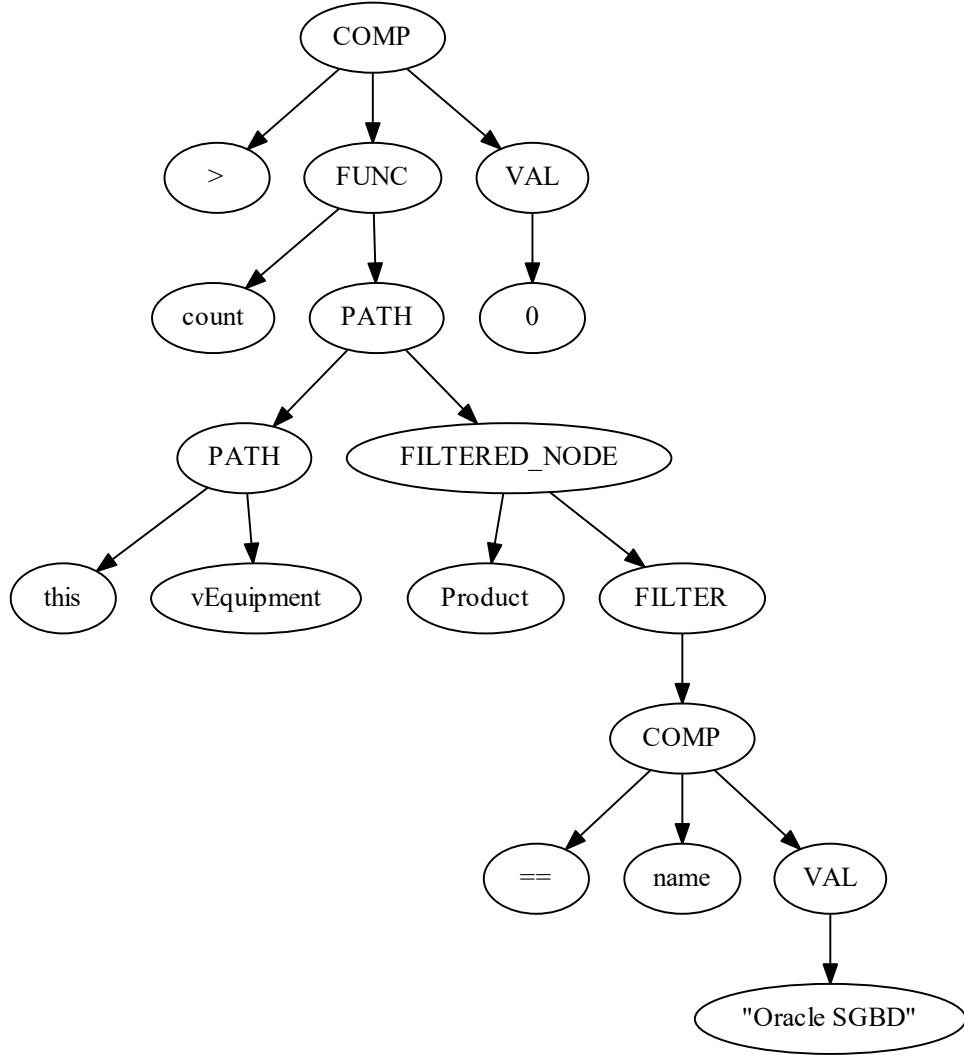 COMP
>
FUNC
VAL
count
PATH
0
PATH
FILTERED_NODE
this
vEquipment
Product
FILTER
COMP
==
name
VAL
"Oracle SGBD"